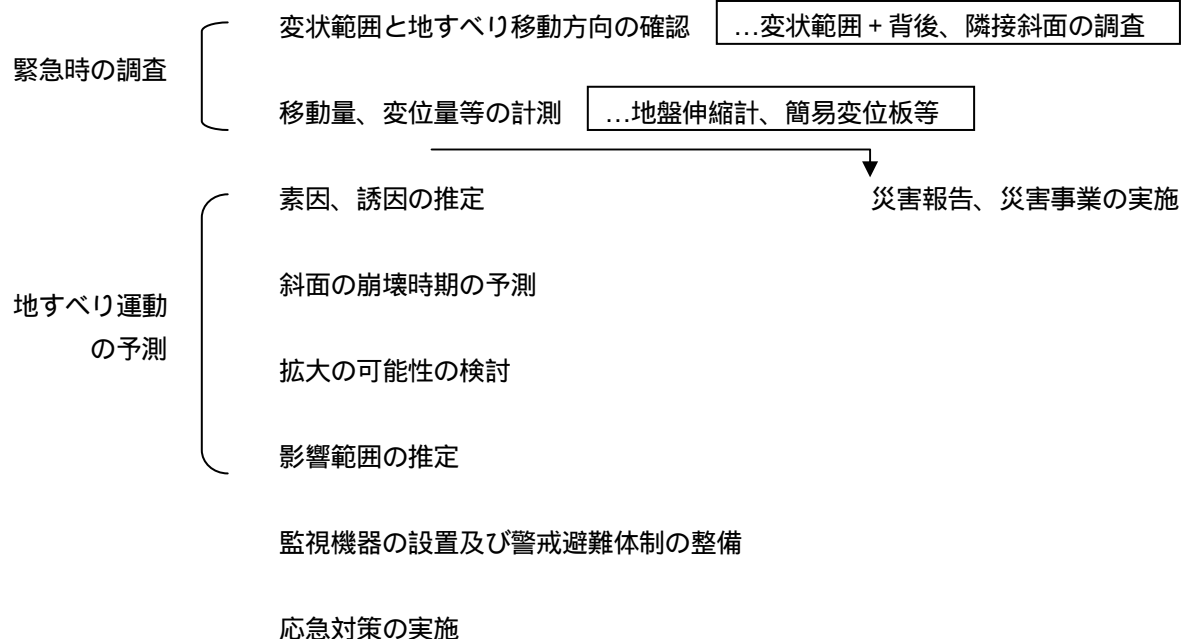 変状範囲と地すべり移動方向の確認 …変状範囲+背後、隣接斜面の調査
緊急時の調査
移動量、変位量等の計測 …地盤伸縮計、簡易変位板等
素因、誘因の推定 災害報告、災害事業の実施
斜面の崩壊時期の予測
地すべり運動
の予測
拡大の可能性の検討
影響範囲の推定
監視機器の設置及び警戒避難体制の整備
応急対策の実施